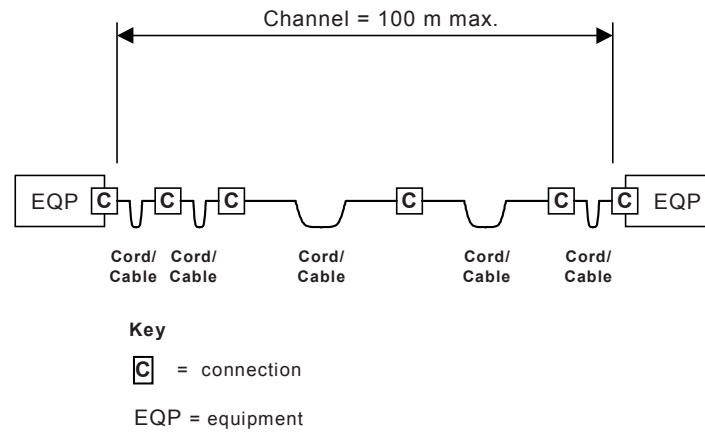 Channel = 100 m max.
EQP C C C C C C EQP
Cord/ Cord/ Cord/ Cord/ Cord/
Cable Cable Cable Cable Cable
Key
C = connection
EQP = equipment